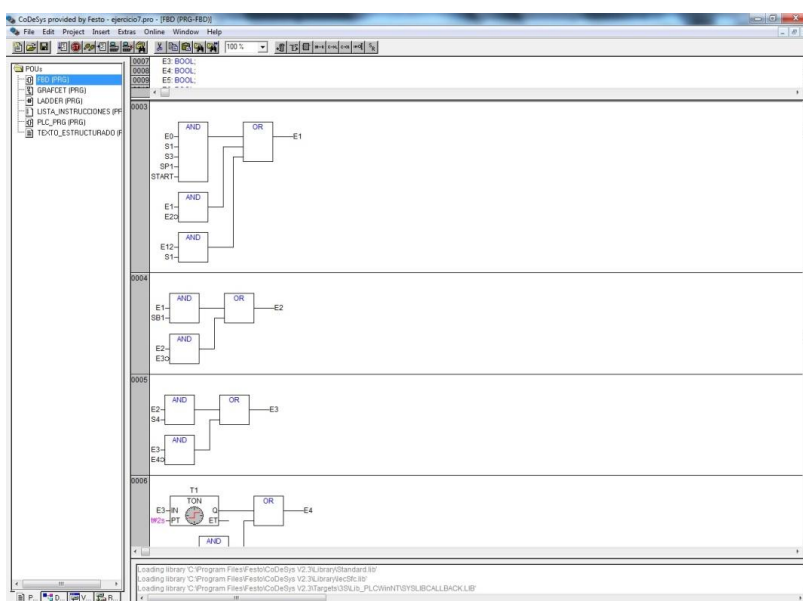 CoDeSys provided by Festo - ejercicio7.pro - [FBD (PRG-FBD)]
File Edit Project Insert Extras Online Window Help
100 %
POUs
FBD (PRG)
GRAFCET (PRG)
LADDER (PRG)
LISTA_INSTRUCCIONES (PF
PLC_PRG (PRG)
TEXTO_ESTRUCTURADO (F
0007 E3: BOOL;
0008 E4: BOOL;
0009 E5: BOOL;
0003
AND OR
E0 E1
S1
S3
SP1
START
AND
E1
E2
AND
E12
S1
0004
AND OR
E1 E2
SB1
AND
E2
E3
0005
AND OR
E2 E3
S4
AND
E3
E4
0006
T1
TON OR
E3 IN Q E4
PT ET
AND
Loading library 'C:\Program Files\Festo\CoDeSys V2.3\Library\Standard.lib'
Loading library 'C:\Program Files\Festo\CoDeSys V2.3\Library\Iecsfc.lib'
Loading library 'C:\Program Files\Festo\CoDeSys V2.3\Targets\3S\Lib_PLCWinNT\SYSLIBCALLBACK.LIB'
P... D... V... R...